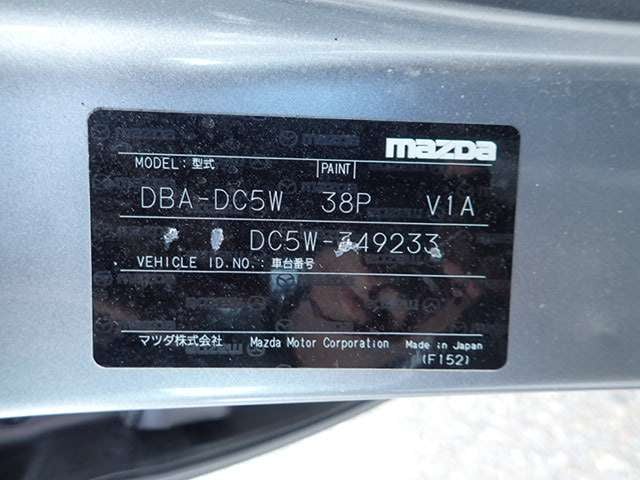 mazda
MODEL:型式 PAINT
DBA-DC5W 38P V1A
DC5W-349233
VEHICLE ID.NO.:車台番号
マツダ株式会社 Mazda Motor Corporation Made in Japan
(F152)